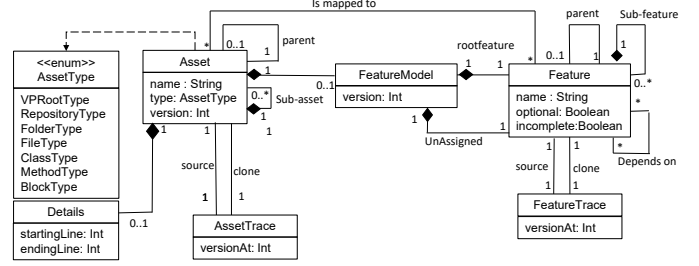 Is mapped to
<<enum>>
AssetType
VPRootType
RepositoryType
FolderType
FileType
ClassType
MethodType
BlockType
Details
startingLine: Int
endingLine: Int
0..1
Asset
name : String
type: AssetType
version: Int
*
0..1
1
parent
1
0..1
0..*
Sub-asset
1
1
1
1
1
source
clone
1
1
AssetTrace
versionAt: Int
FeatureModel
version: Int
rootfeature
1
1
1
UnAssigned
1
*
Feature
name : String
optional: Boolean
incomplete:Boolean
parent
0..1
1
Sub-feature
1
0..*
*
*
Depends on
1
1
source
clone
1
1
FeatureTrace
versionAt: Int